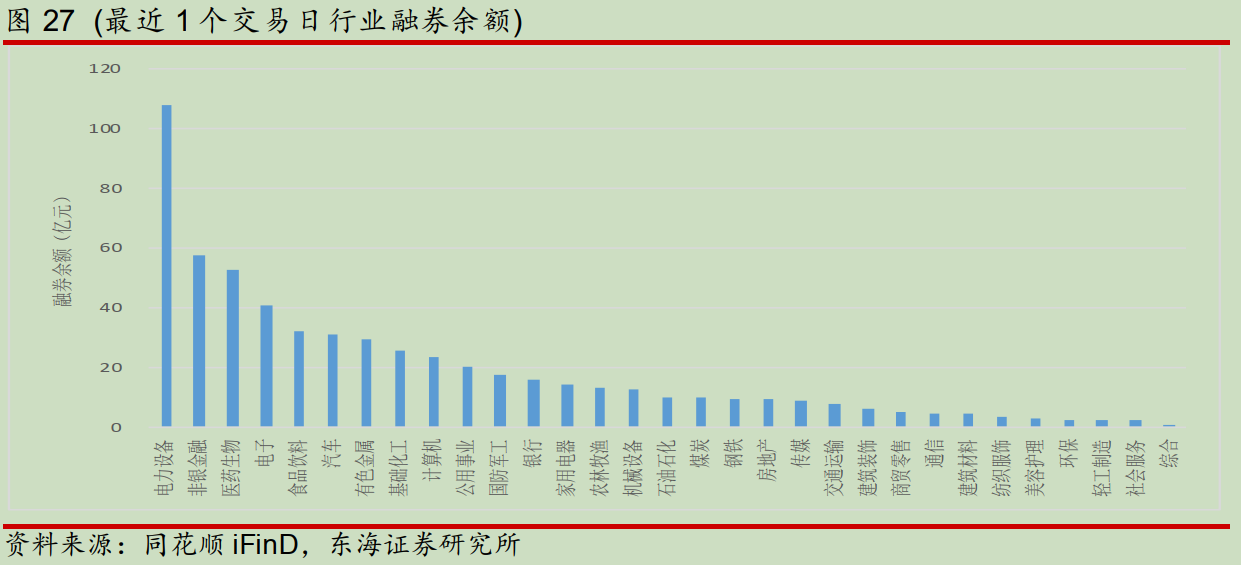 图 27 (最近 1 个交易日行业融券余额)
120
100
80
60
40
20
0
融券余额（亿元）
电力设备
非银金融
医药生物
电子
食品饮料
汽车
有色金属
基础化工
计算机
公用事业
国防军工
银行
家用电器
农林牧渔
机械设备
石油石化
煤炭
钢铁
房地产
传媒
交通运输
建筑装饰
商贸零售
通信
建筑材料
纺织服饰
美容护理
环保
轻工制造
社会服务
综合
资料来源：同花顺 iFinD，东海证券研究所